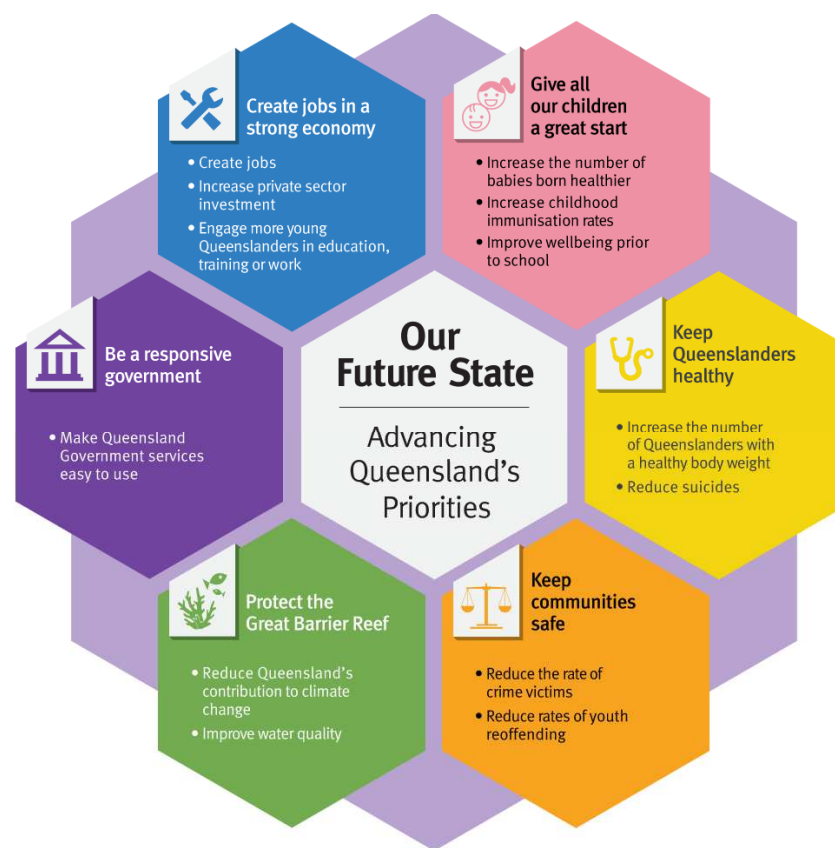 Our
Future State
Advancing
Queensland's
Priorities
Create jobs in a
strong economy
• Create jobs
• Increase private sector
investment
• Engage more young
Queenslanders in education,
training or work
Give all
our children
a great start
• Increase the number of
babies born healthier
• Increase childhood
immunisation rates
• Improve wellbeing prior
to school
Keep
Queenslanders
healthy
• Increase the number
of Queenslanders with
a healthy body weight
• Reduce suicides
Keep
communities
safe
• Reduce the rate of
crime victims
• Reduce rates of youth
reoffending
Protect the
Great Barrier Reef
• Reduce Queensland's
contribution to climate
change
• Improve water quality
Be a responsive
government
• Make Queensland
Government services
easy to use